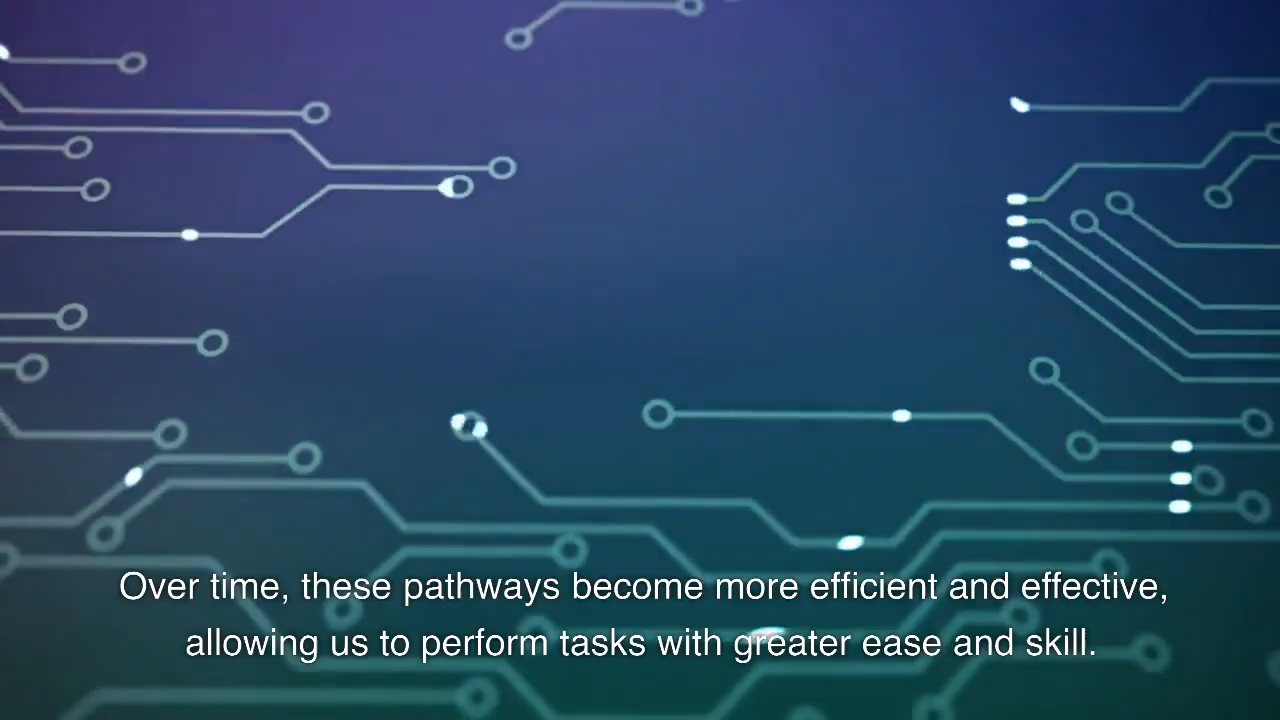 Over time, these pathways become more efficient and effective,
allowing us to perform tasks with greater ease and skill.